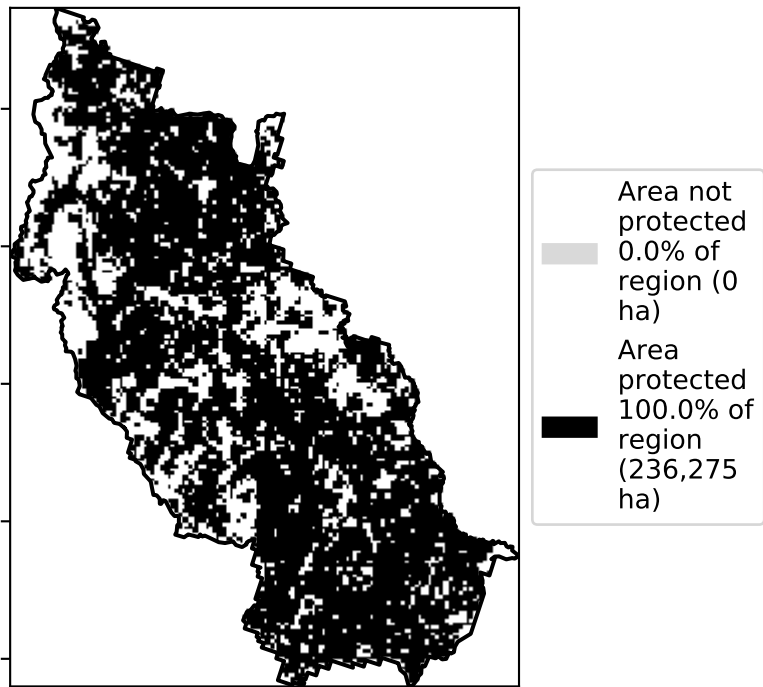 Area not
protected
0.0% of
region (0
ha)
Area
protected
100.0% of
region
(236,275
ha)